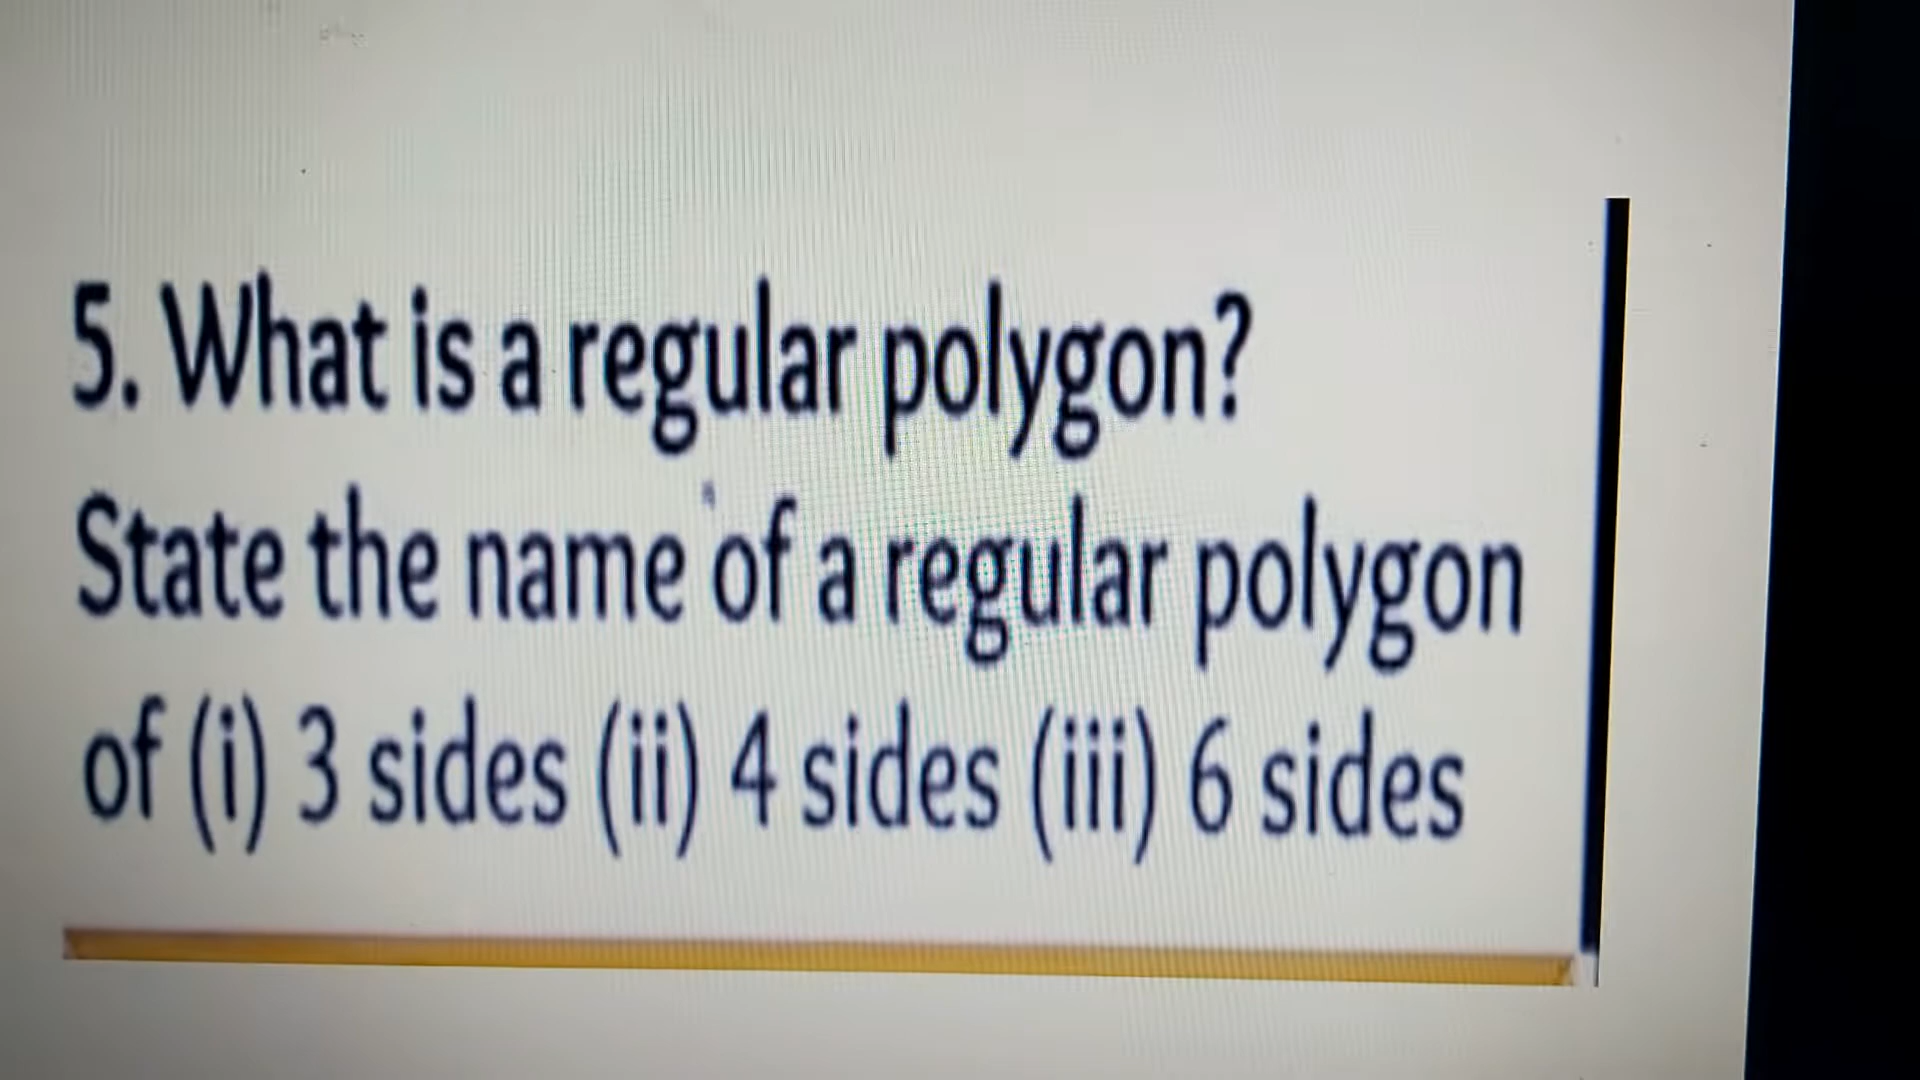 5. What is a regular polygon?
State the name of a regular polygon
of (i) 3 sides (ii) 4 sides (iii) 6 sides